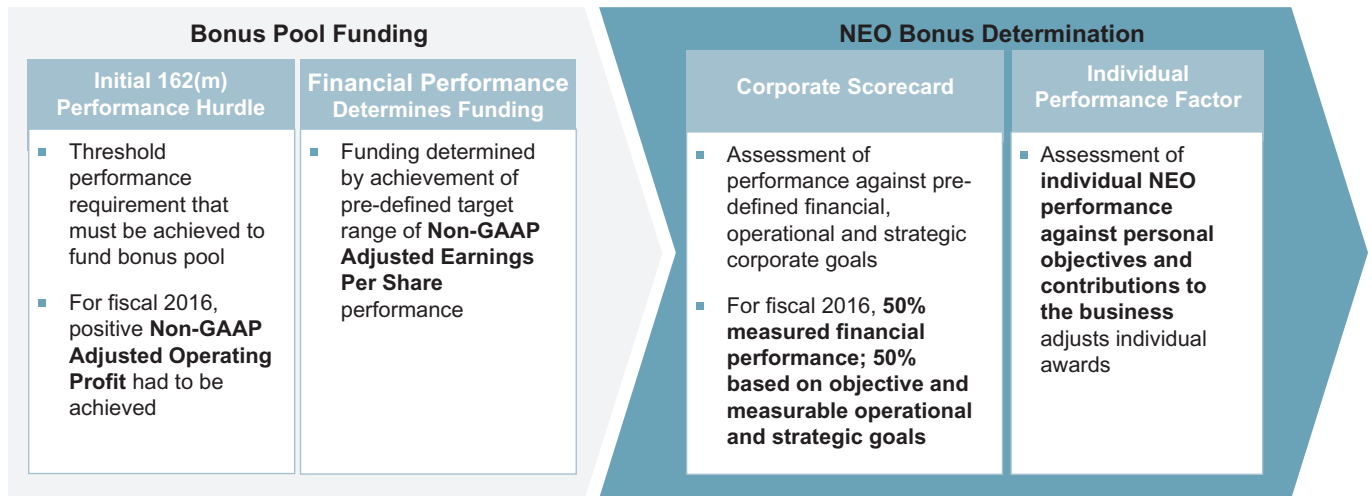 Bonus Pool Funding
Initial 162(m)
Performance Hurdle
Threshold
performance
requirement that
must be achieved to
fund bonus pool
For fiscal 2016,
positive Non-GAAP
Adjusted Operating
Profit had to be
achieved
Financial Performance
Determines Funding
Funding determined
by achievement of
pre-defined target
range of Non-GAAP
Adjusted Earnings
Per Share
performance
NEO Bonus Determination
Corporate Scorecard
Assessment of
performance against pre-
defined financial,
operational and strategic
corporate goals
For fiscal 2016, 50%
measured financial
performance; 50%
based on objective and
measurable operational
and strategic goals
Individual
Performance Factor
Assessment of
individual NEO
performance
against personal
objectives and
contributions to
the business
adjusts individual
awards